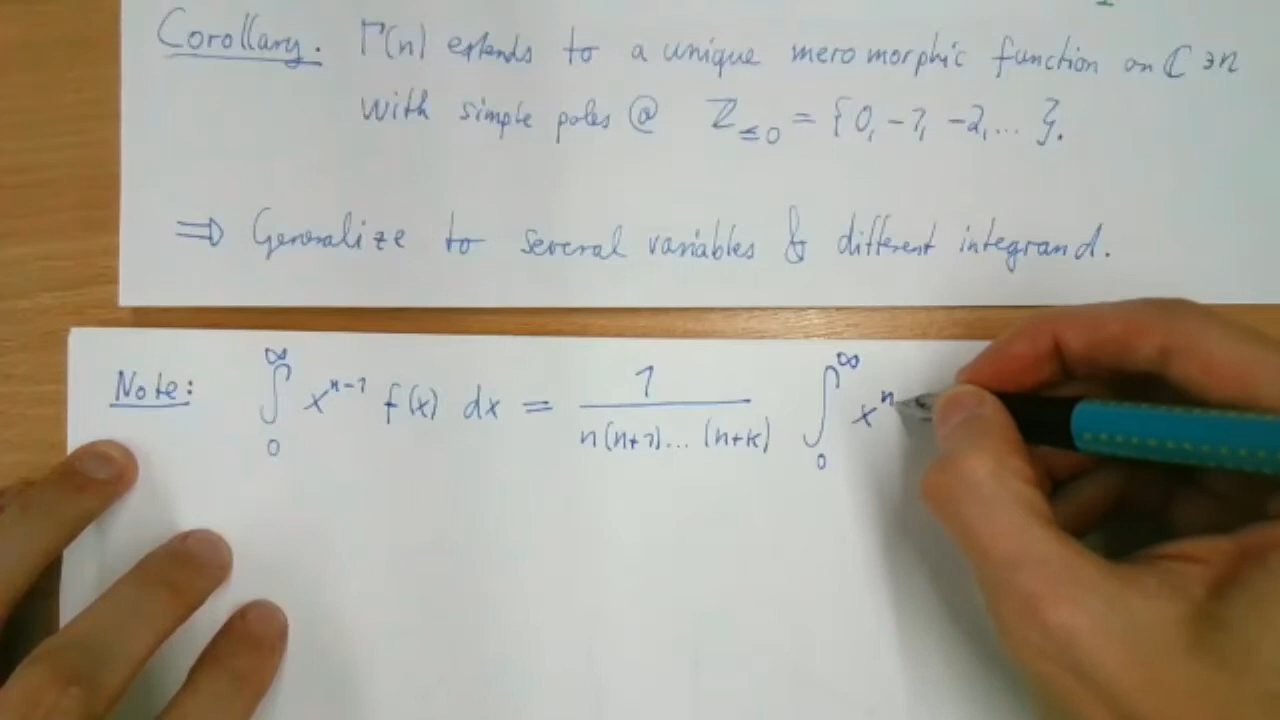 Corollary. Γ(n) extends to a unique meromorphic function on ℂ ∋ n
with simple poles @ ℤ≤0 = {0, -1, -2, ... }.
⇒ Generalize to several variables & different integrand.
Note: ∫₀^∞ x^{n-1} f(x) dx = 1/(n(n+1)...(n+k)) ∫₀^∞ x^n